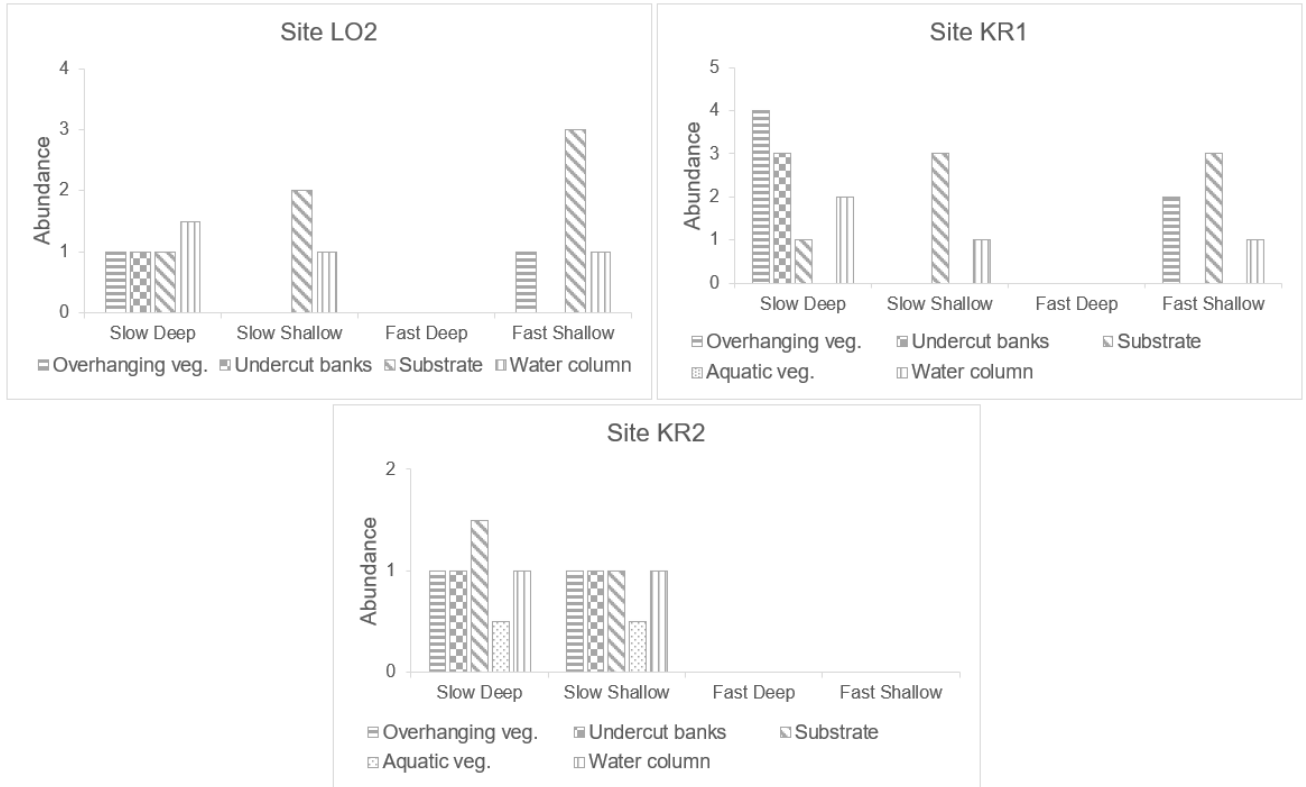 Site LO2
Abundance
4
3
2
1
0
Slow Deep Slow Shallow Fast Deep Fast Shallow
Overhanging veg. Undercut banks Substrate Water column
Site KR1
Abundance
5
4
3
2
1
0
Slow Deep Slow Shallow Fast Deep Fast Shallow
Overhanging veg. Undercut banks Substrate
Aquatic veg. Water column
Site KR2
Abundance
2
1
0
Slow Deep Slow Shallow Fast Deep Fast Shallow
Overhanging veg. Undercut banks Substrate
Aquatic veg. Water column